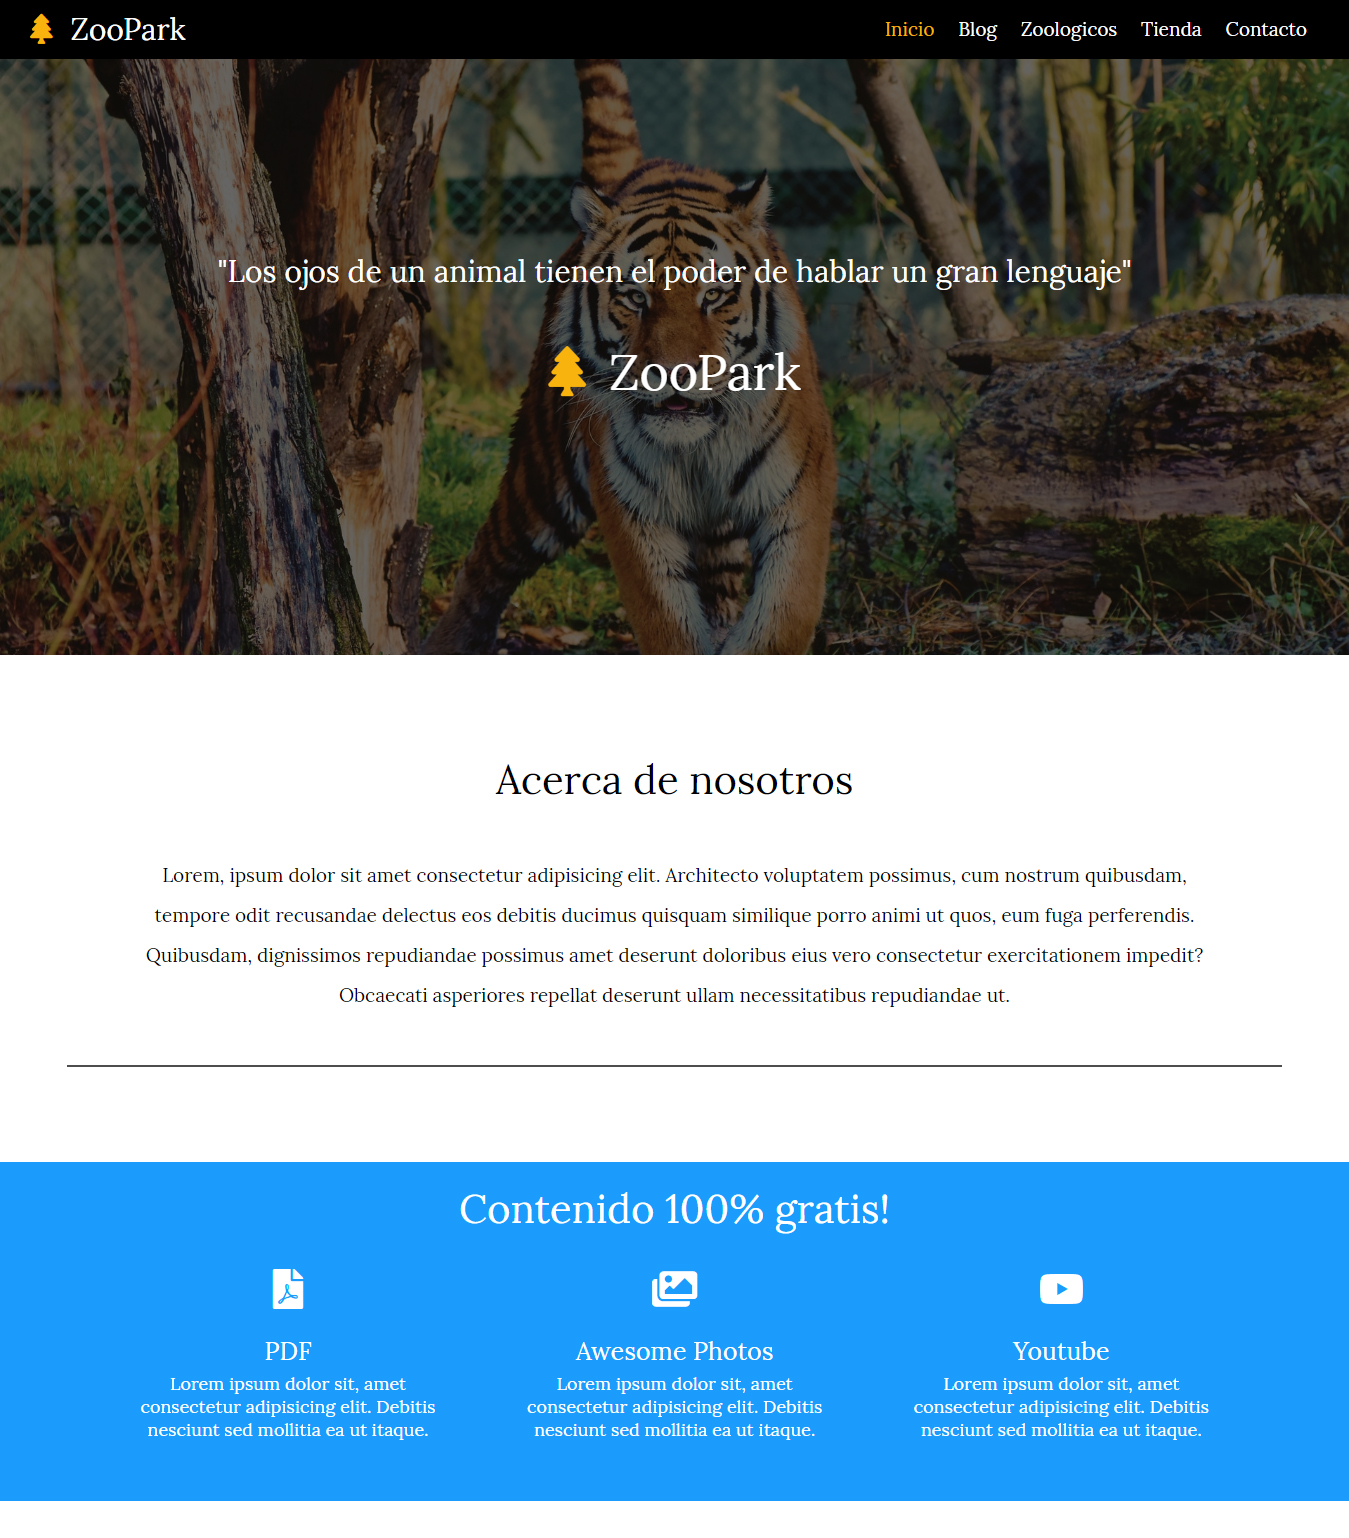 ZooPark
Inicio Blog Zoologicos Tienda Contacto
"Los ojos de un animal tienen el poder de hablar un gran lenguaje"
ZooPark
Acerca de nosotros
Lorem, ipsum dolor sit amet consectetur adipisicing elit. Architecto voluptatem possimus, cum nostrum quibusdam,
tempore odit recusandae delectus eos debitis ducimus quisquam similique porro animi ut quos, eum fuga perferendis.
Quibusdam, dignissimos repudiandae possimus amet deserunt doloribus eius vero consectetur exercitationem impedit?
Obcaecati asperiores repellat deserunt ullam necessitatibus repudiandae ut.
Contenido 100% gratis!
PDF
Lorem ipsum dolor sit, amet
consectetur adipisicing elit. Debitis
nesciunt sed mollitia ea ut itaque.
Awesome Photos
Lorem ipsum dolor sit, amet
consectetur adipisicing elit. Debitis
nesciunt sed mollitia ea ut itaque.
Youtube
Lorem ipsum dolor sit, amet
consectetur adipisicing elit. Debitis
nesciunt sed mollitia ea ut itaque.